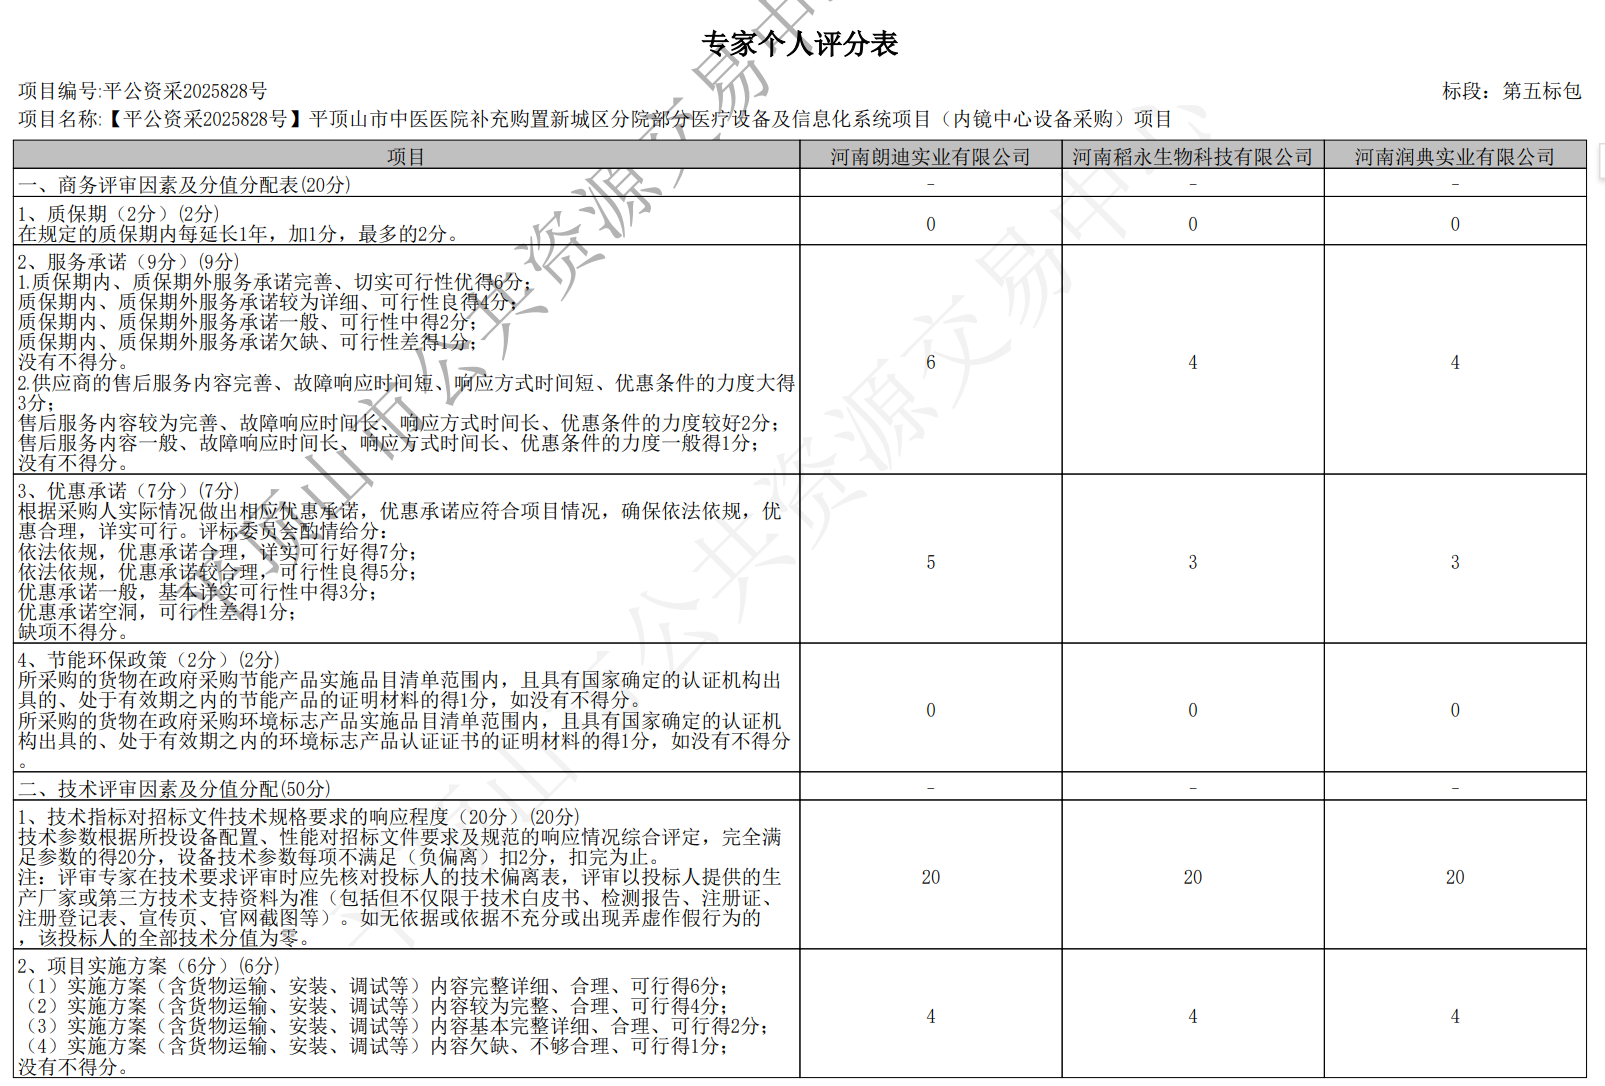 专家个人评分表
项目编号:平公资采2025828号
标段：第五标包
项目名称:【平公资采2025828号】平顶山市中医医院补充购置新城区分院部分医疗设备及信息化系统项目（内镜中心设备采购）项目
项目 河南朗迪实业有限公司 河南稻永生物科技有限公司 河南润典实业有限公司
一、商务评审因素及分值分配表(20分) - - -
1、质保期（2分）(2分)
在规定的质保期内每延长1年，加1分，最多的2分。
0 0 0
2、服务承诺（9分）(9分)
1.质保期内、质保期外服务承诺完善、切实可行性优得6分；
质保期内、质保期外服务承诺较为详细、可行性良得4分；
质保期内、质保期外服务承诺一般、可行性中得2分；
质保期内、质保期外服务承诺欠缺、可行性差得1分；
没有不得分。
2.供应商的售后服务内容完善、故障响应时间短、响应方式时间短、优惠条件的力度大得
3分；
售后服务内容较为完善、故障响应时间长、响应方式时间长、优惠条件的力度较好2分；
售后服务内容一般、故障响应时间长、响应方式时间长、优惠条件的力度一般得1分；
没有不得分。
6 4 4
3、优惠承诺（7分）(7分)
根据采购人实际情况做出相应优惠承诺，优惠承诺应符合项目情况，确保依法依规，优
惠合理，详实可行。评标委员会酌情给分：
依法依规，优惠承诺合理，详实可行好得7分；
依法依规，优惠承诺较合理，可行性良得5分；
优惠承诺一般，基本详实可行性中得3分；
优惠承诺空洞，可行性差得1分；
缺项不得分。
5 3 3
4、节能环保政策（2分）(2分)
所采购的货物在政府采购节能产品实施品目清单范围内，且具有国家确定的认证机构出
具的、处于有效期之内的节能产品的证明材料的得1分，如没有不得分。
所采购的货物在政府采购环境标志产品实施品目清单范围内，且具有国家确定的认证机
构出具的、处于有效期之内的环境标志产品认证证书的证明材料的得1分，如没有不得分
。
0 0 0
二、技术评审因素及分值分配(50分) - - -
1、技术指标对招标文件技术规格要求的响应程度（20分）(20分)
技术参数根据所投设备配置、性能对招标文件要求及规范的响应情况综合评定，完全满
足参数的得20分，设备技术参数每项不满足（负偏离）扣2分，扣完为止。
注：评审专家在技术要求评审时应先核对投标人的技术偏离表，评审以投标人提供的生
产厂家或第三方技术支持资料为准（包括但不仅限于技术白皮书、检测报告、注册证、
注册登记表、宣传页、官网截图等）。如无依据或依据不充分或出现弄虚作假行为的
，该投标人的全部技术分值为零。
20 20 20
2、项目实施方案（6分）(6分)
（1）实施方案（含货物运输、安装、调试等）内容完整详细、合理、可行得6分；
（2）实施方案（含货物运输、安装、调试等）内容较为完整、合理、可行得4分；
（3）实施方案（含货物运输、安装、调试等）内容基本完整详细、合理、可行得2分；
（4）实施方案（含货物运输、安装、调试等）内容欠缺、不够合理、可行得1分；
没有不得分。
4 4 4
平顶山市公共资源交易中
平顶山市公共资源交易中心